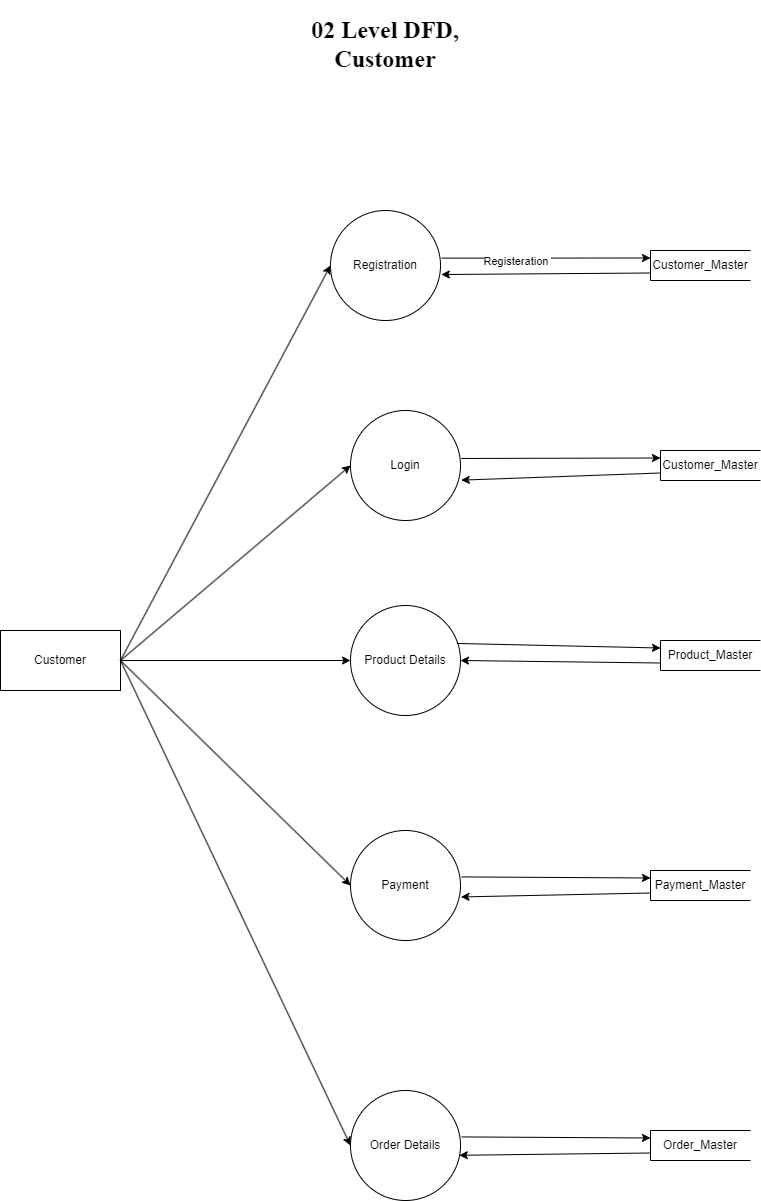 02 Level DFD,
Customer
Registration
Registeration
Customer_Master
Login
Customer_Master
Customer
Product Details
Product_Master
Payment
Payment_Master
Order Details
Order_Master